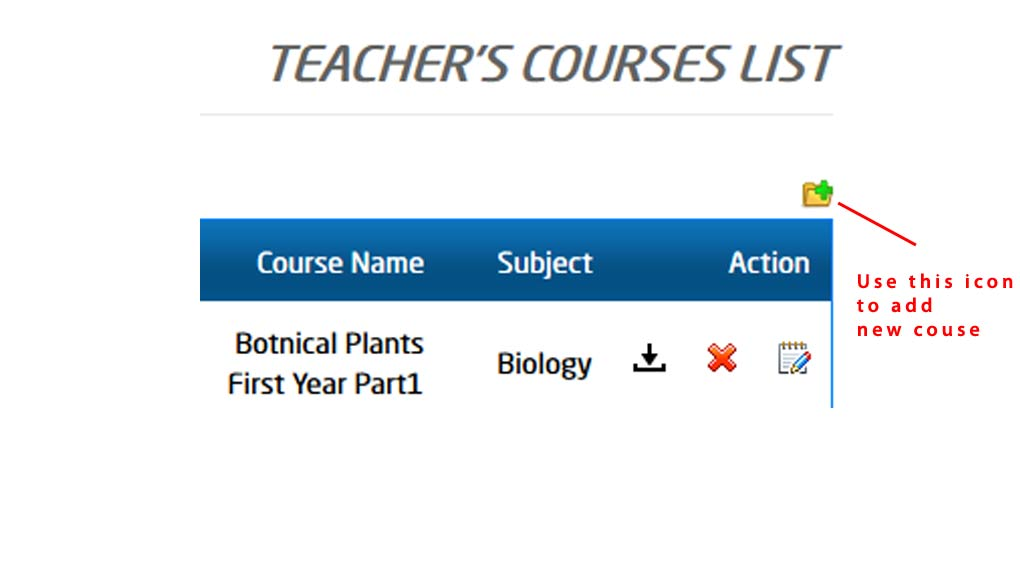 TEACHER'S COURSES LIST
Course Name Subject Action
Botnical Plants
First Year Part1
Biology
Use this icon
to add
new couse